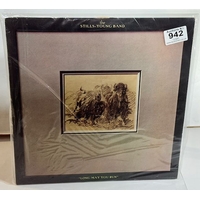 The
STILLS-YOUNG BAND
942
"LONG MAY YOU RUN"